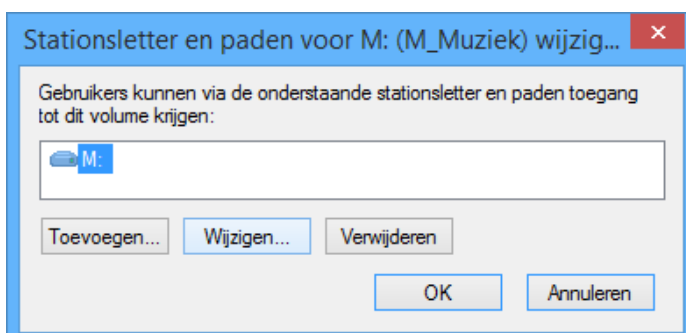 Stationsletter en paden voor M: (M_Muziek) wijzig...
Gebruikers kunnen via de onderstaande stationsletter en paden toegang
tot dit volume krijgen:
M:
Toevoegen... Wijzigen... Verwijderen
OK Annuleren